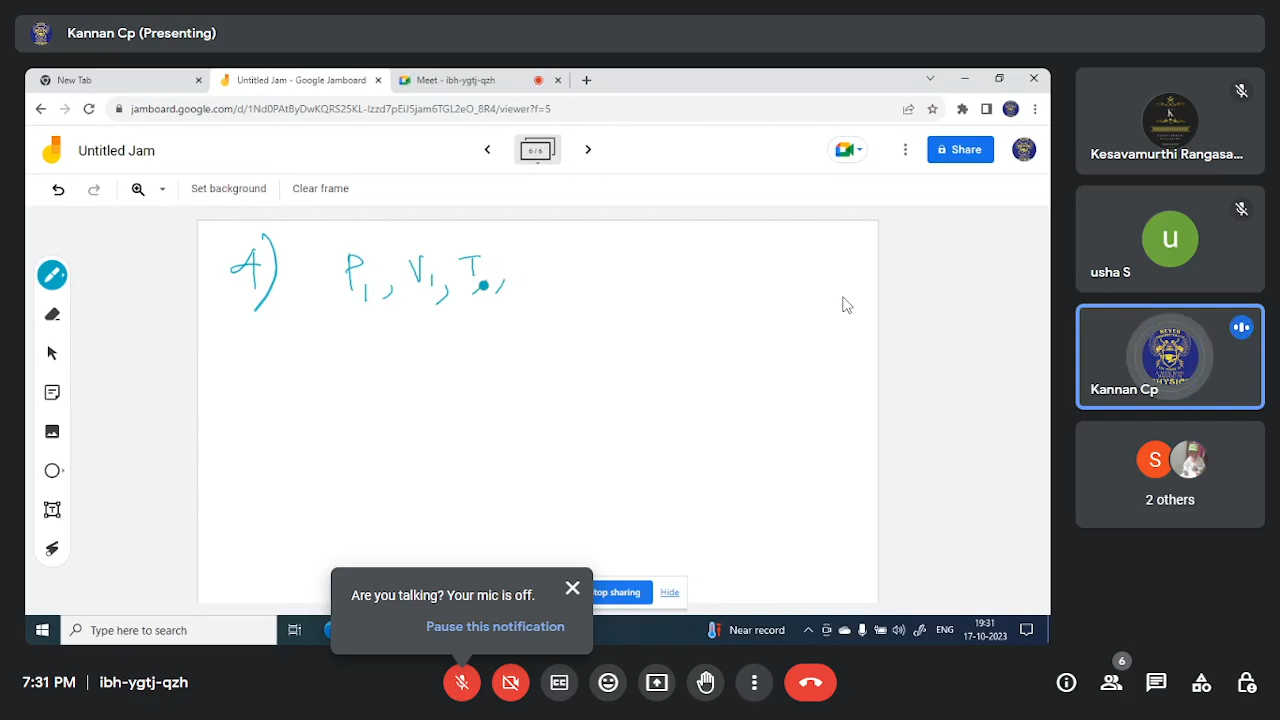 Kannan Cp (Presenting)
New Tab
Untitled Jam - Google Jamboard
Meet - ibh-ygtj-qzh
jamboard.google.com/d/1Nd0PAtByDwKQRS25KL-lzzd7pEiJ5jam6TGL2eO_8R4/viewer?f=5
Untitled Jam
6/6
Share
Set background
Clear frame
4) P₁, V₁, T,,
Kesavamurthi Rangasa...
K
u
usha S
NEVER
PHYSICS
Kannan Cp
S
2 others
Are you talking? Your mic is off.
Pause this notification
top sharing
Hide
Type here to search
Near record
ENG
19:31
17-10-2023
6
7:31 PM | ibh-ygtj-qzh